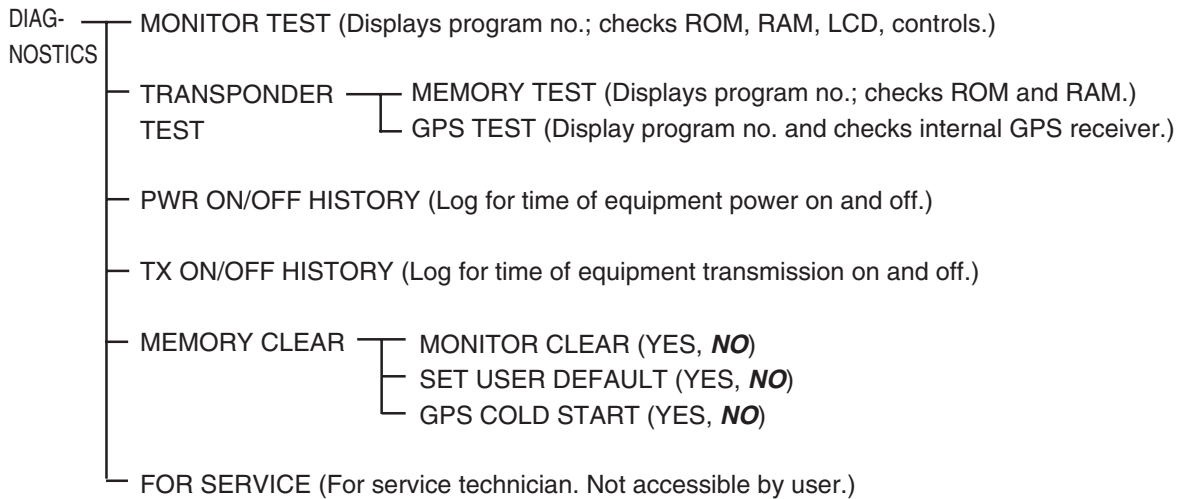 DIAG-
NOSTICS
MONITOR TEST (Displays program no.; checks ROM, RAM, LCD, controls.)
TRANSPONDER
TEST
MEMORY TEST (Displays program no.; checks ROM and RAM.)
GPS TEST (Display program no. and checks internal GPS receiver.)
PWR ON/OFF HISTORY (Log for time of equipment power on and off.)
TX ON/OFF HISTORY (Log for time of equipment transmission on and off.)
MEMORY CLEAR
MONITOR CLEAR (YES, NO)
SET USER DEFAULT (YES, NO)
GPS COLD START (YES, NO)
FOR SERVICE (For service technician. Not accessible by user.)